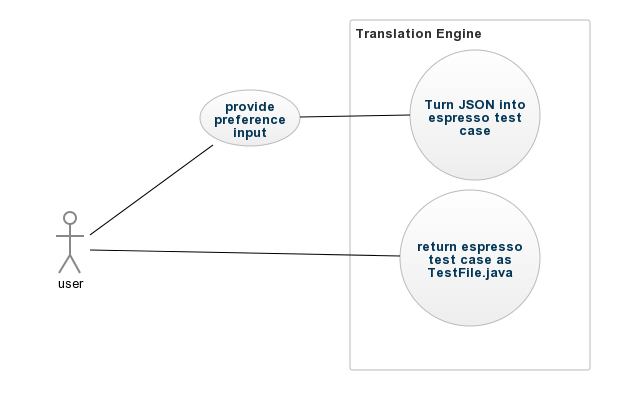 Translation Engine
provide
preference
input
Turn JSON into
espresso test
case
return espresso
test case as
TestFile.java
user